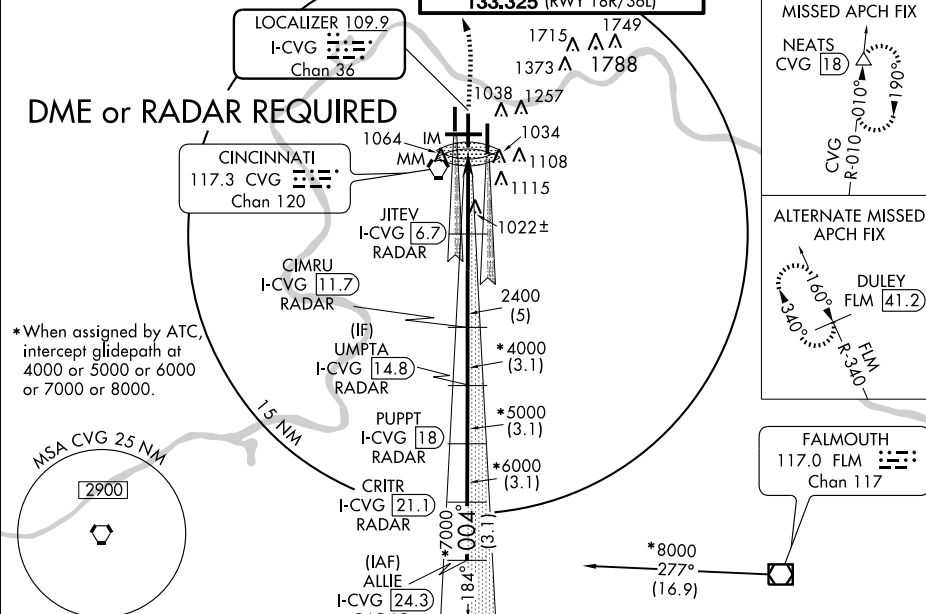 133.325 (RWY 18R/36L)
LOCALIZER 109.9
I-CVG
Chan 36
1715
1749
1373
1788
MISSED APCH FIX
NEATS
CVG 18
010°
190°
CVG
R-010
DME or RADAR REQUIRED
1038
1257
1064
IM
MM
1034
1108
1115
CINCINNATI
117.3 CVG
Chan 120
JITEV
I-CVG 6.7
RADAR
1022±
ALTERNATE MISSED
APCH FIX
DULEY
FLM 41.2
160°
340°
FLM
R-340
CIMRU
I-CVG 11.7
RADAR
2400
(5)
*When assigned by ATC,
intercept glidepath at
4000 or 5000 or 6000
or 7000 or 8000.
(IF)
UMPTA
I-CVG 14.8
RADAR
*4000
(3.1)
15 NM
PUPPT
I-CVG 18
RADAR
*5000
(3.1)
MSA CVG 25 NM
2900
CRITR
I-CVG 21.1
RADAR
*6000
(3.1)
FALMOUTH
117.0 FLM
Chan 117
*7000
004°
(3.1)
184°
(IAF)
ALLIE
I-CVG 24.3
RADAR
*8000
277°
(16.9)